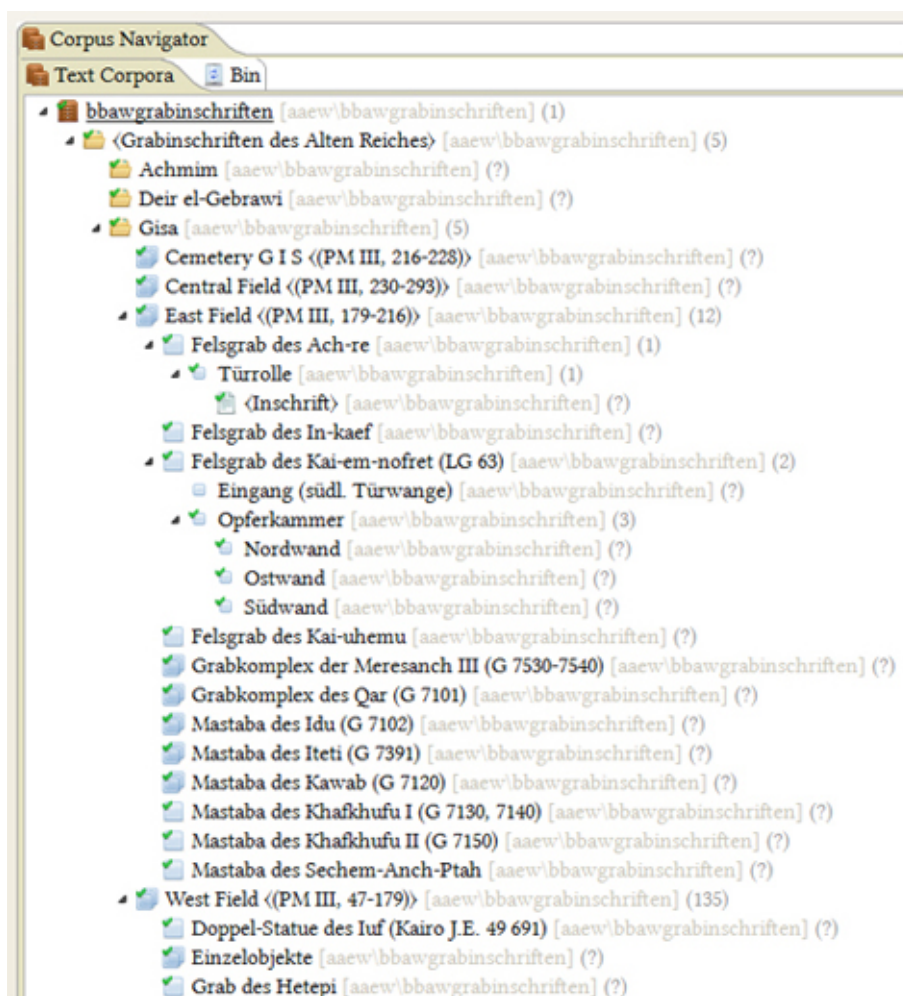 Corpus Navigator
Text Corpora Bin
bbawgrabinschriften [aaew\bbawgrabinschriften] (1)
‹Grabinschriften des Alten Reiches› [aaew\bbawgrabinschriften] (5)
Achmim [aaew\bbawgrabinschriften] (?)
Deir el-Gebrawi [aaew\bbawgrabinschriften] (?)
Gisa [aaew\bbawgrabinschriften] (5)
Cemetery G I S ‹(PM III, 216-228)› [aaew\bbawgrabinschriften] (?)
Central Field ‹(PM III, 230-293)› [aaew\bbawgrabinschriften] (?)
East Field ‹(PM III, 179-216)› [aaew\bbawgrabinschriften] (12)
Felsgrab des Ach-re [aaew\bbawgrabinschriften] (1)
Türrolle [aaew\bbawgrabinschriften] (1)
‹Inschrift› [aaew\bbawgrabinschriften] (?)
Felsgrab des In-kaef [aaew\bbawgrabinschriften] (?)
Felsgrab des Kai-em-nofret (LG 63) [aaew\bbawgrabinschriften] (2)
Eingang (südl. Türwange) [aaew\bbawgrabinschriften] (?)
Opferkammer [aaew\bbawgrabinschriften] (3)
Nordwand [aaew\bbawgrabinschriften] (?)
Ostwand [aaew\bbawgrabinschriften] (?)
Südwand [aaew\bbawgrabinschriften] (?)
Felsgrab des Kai-uhemu [aaew\bbawgrabinschriften] (?)
Grabkomplex der Meresanch III (G 7530-7540) [aaew\bbawgrabinschriften] (?)
Grabkomplex des Qar (G 7101) [aaew\bbawgrabinschriften] (?)
Mastaba des Idu (G 7102) [aaew\bbawgrabinschriften] (?)
Mastaba des Iteti (G 7391) [aaew\bbawgrabinschriften] (?)
Mastaba des Kawab (G 7120) [aaew\bbawgrabinschriften] (?)
Mastaba des Khafkhufu I (G 7130, 7140) [aaew\bbawgrabinschriften] (?)
Mastaba des Khafkhufu II (G 7150) [aaew\bbawgrabinschriften] (?)
Mastaba des Sechem-Anch-Ptah [aaew\bbawgrabinschriften] (?)
West Field ‹(PM III, 47-179)› [aaew\bbawgrabinschriften] (135)
Doppel-Statue des Iuf (Kairo J.E. 49 691) [aaew\bbawgrabinschriften] (?)
Einzelobjekte [aaew\bbawgrabinschriften] (?)
Grab des Hetepi [aaew\bbawgrabinschriften] (?)